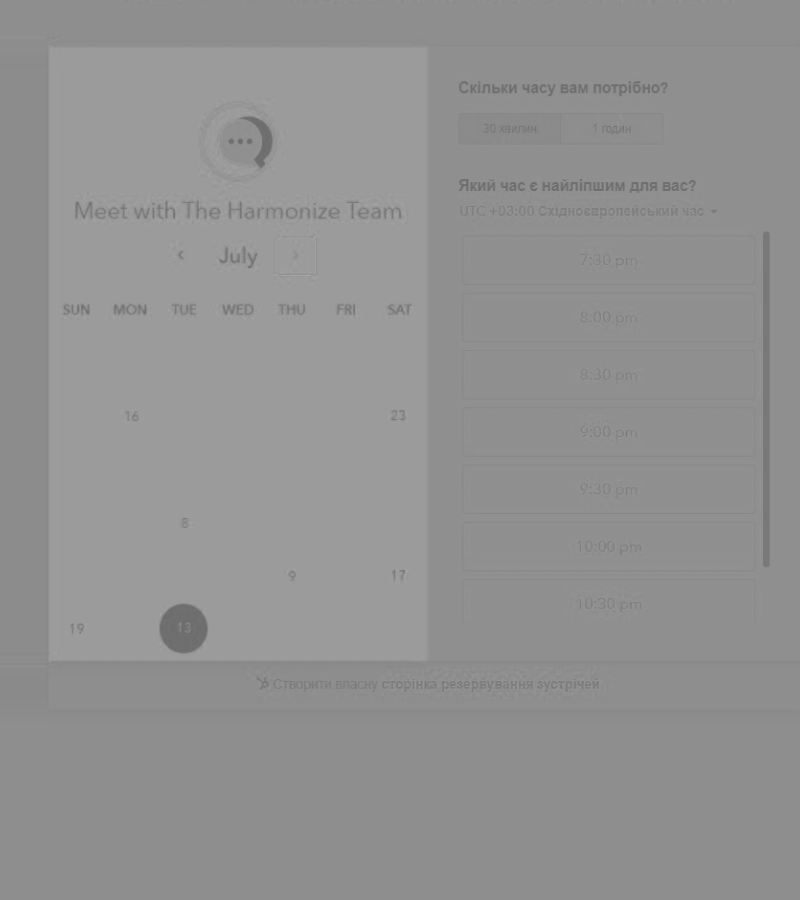 Meet with The Harmonize Team
July
SUN MON TUE WED THU FRI SAT
16 23
8
9 17
19 13
Скільки часу вам потрібно?
30 хвилин 1 годин
Який час є найліпшим для вас?
UTC +03:00 Східноєвропейський час
7:30 pm
8:00 pm
8:30 pm
9:00 pm
9:30 pm
10:00 pm
10:30 pm
Створити власну сторінка резервування зустрічей